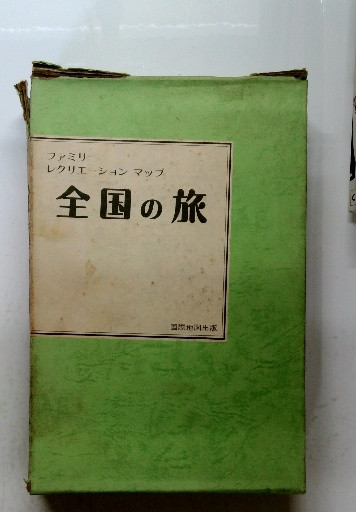 ファミリー
レクリエーション マップ
全国の旅
国際地図出版